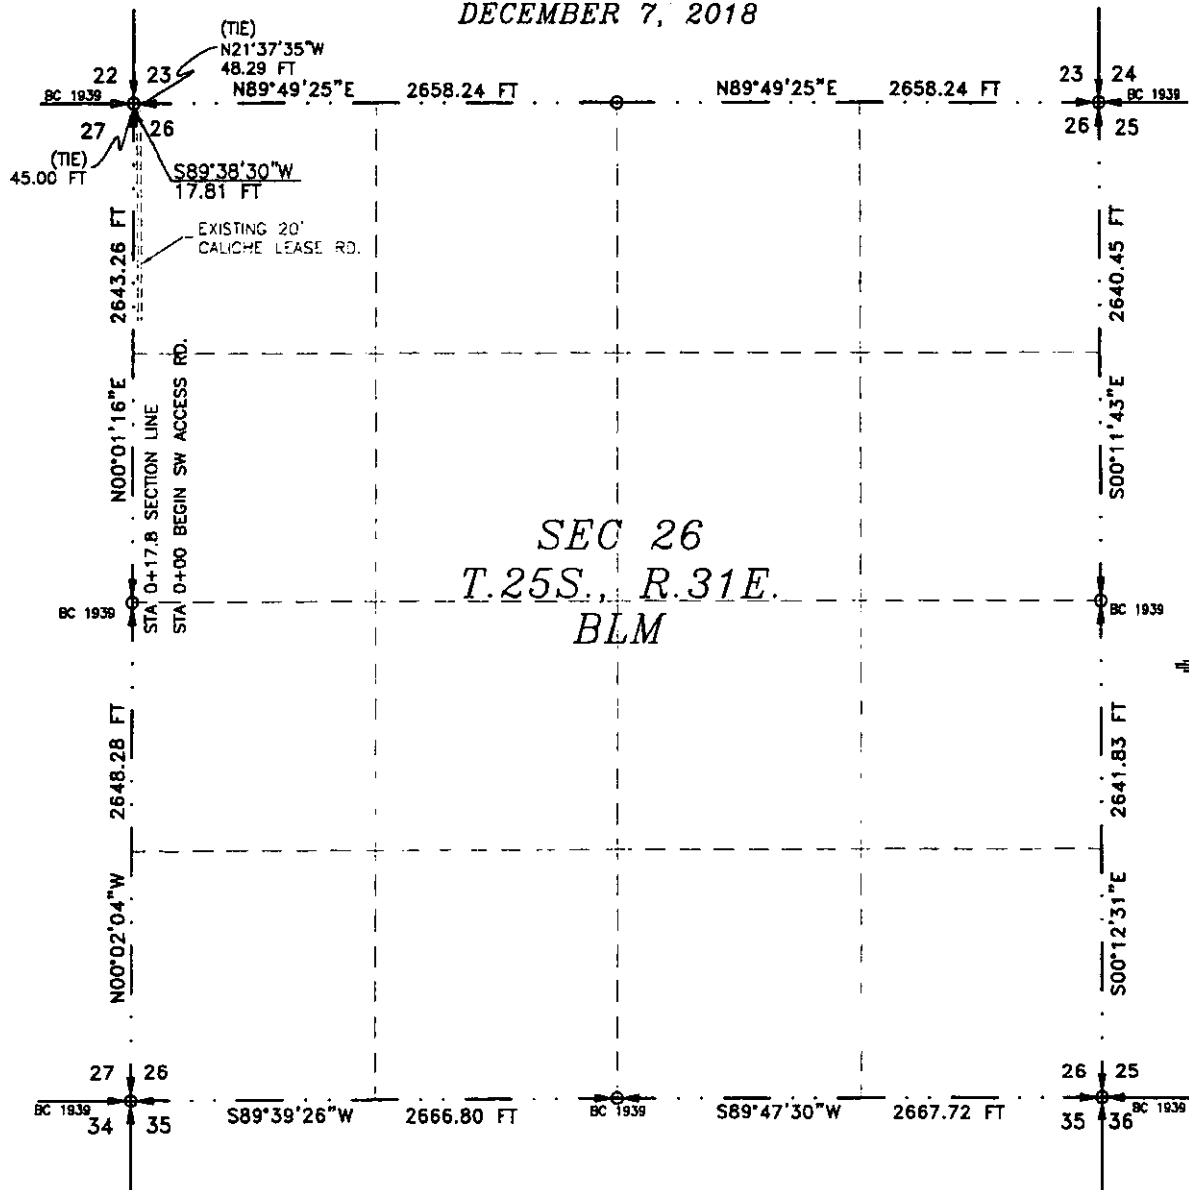 DECEMBER 7, 2018
(TIE)
N21°37'35"W
48.29 FT
22 23
BC 1939
N89°49'25"E 2658.24 FT
N89°49'25"E 2658.24 FT
23 24
BC 1939
27 26
26 25
(TIE)
45.00 FT
S89°38'30"W
17.81 FT
EXISTING 20'
CALICHE LEASE RD.
2643.26 FT
N00°01'16"E
STA 0+17.8 SECTION LINE
STA 0+00 BEGIN SW ACCESS RD.
2640.45 FT
S00°11'43"E
SEC 26
T.25S., R.31E.
BLM
BC 1939
BC 1939
2648.28 FT
N00°02'04"W
2641.83 FT
S00°12'31"E
27 26
BC 1939
34 35
S89°39'26"W 2666.80 FT
BC 1939
S89°47'30"W 2667.72 FT
26 25
BC 1939
35 36